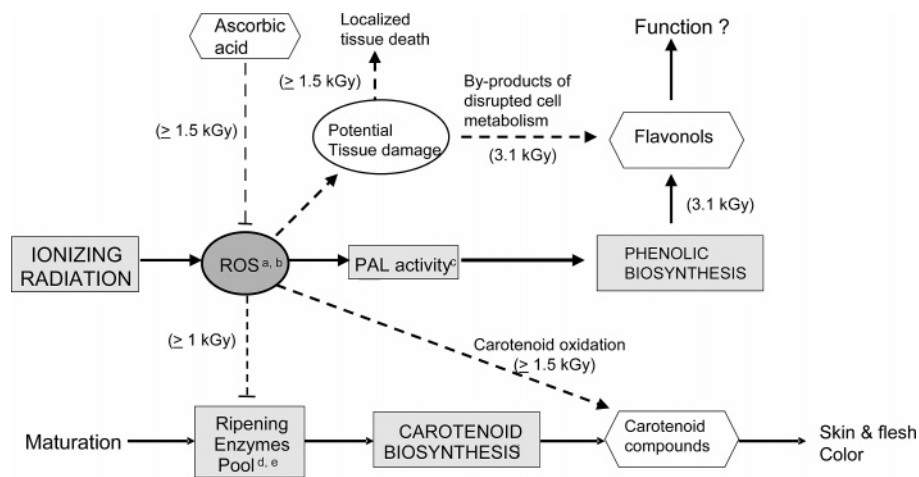 Ascorbic
acid
Localized
tissue death
Function ?
(≥ 1.5 kGy)
By-products of
disrupted cell
metabolism
(≥ 1.5 kGy)
Potential
Tissue damage
Flavonols
(3.1 kGy)
(3.1 kGy)
IONIZING
RADIATION
ROS a, b
PAL activity c
PHENOLIC
BIOSYNTHESIS
(≥ 1 kGy)
Carotenoid oxidation
(≥ 1.5 kGy)
Maturation
Ripening
Enzymes
Pool d, e
CAROTENOID
BIOSYNTHESIS
Carotenoid
compounds
Skin & flesh
Color